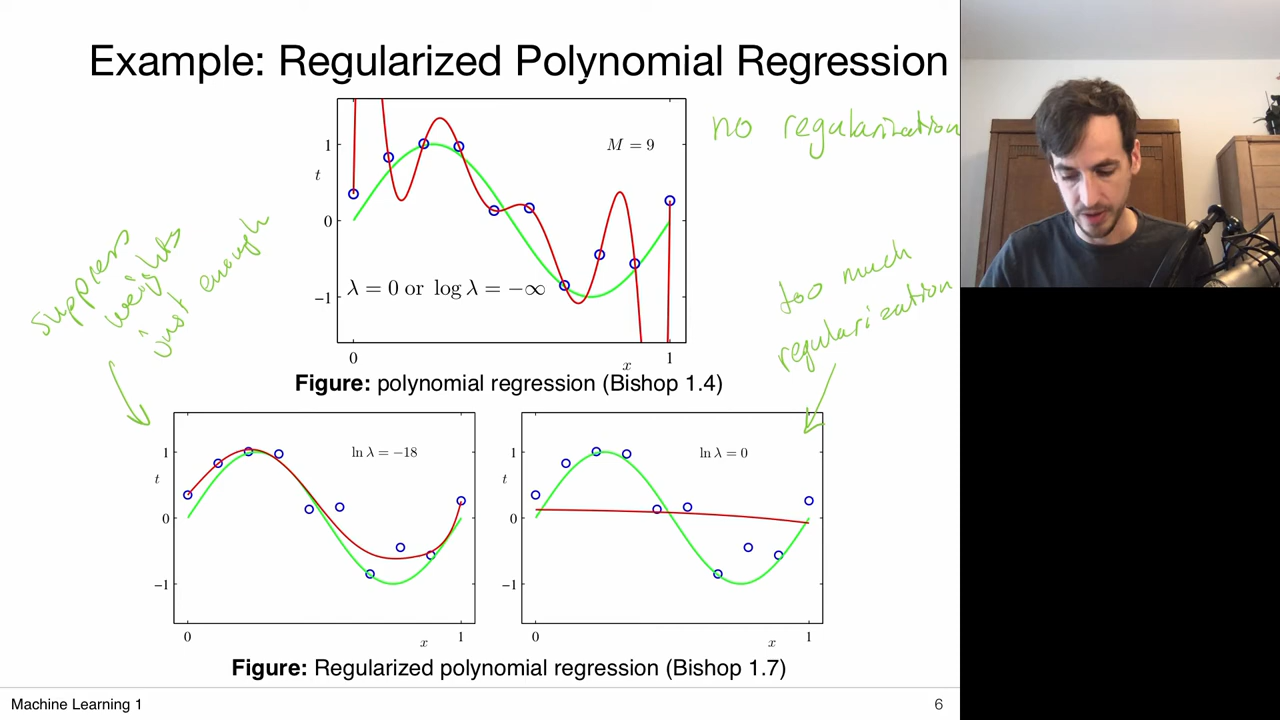 Example: Regularized Polynomial Regression
no regularization
M = 9
1
t
0
−1
λ = 0 or log λ = −∞
0
x
1
Figure: polynomial regression (Bishop 1.4)
suppress
weights
just enough
too much
regularization
ln λ = −18
1
t
0
−1
0
x
1
ln λ = 0
1
t
0
−1
0
x
1
Figure: Regularized polynomial regression (Bishop 1.7)
Machine Learning 1
6